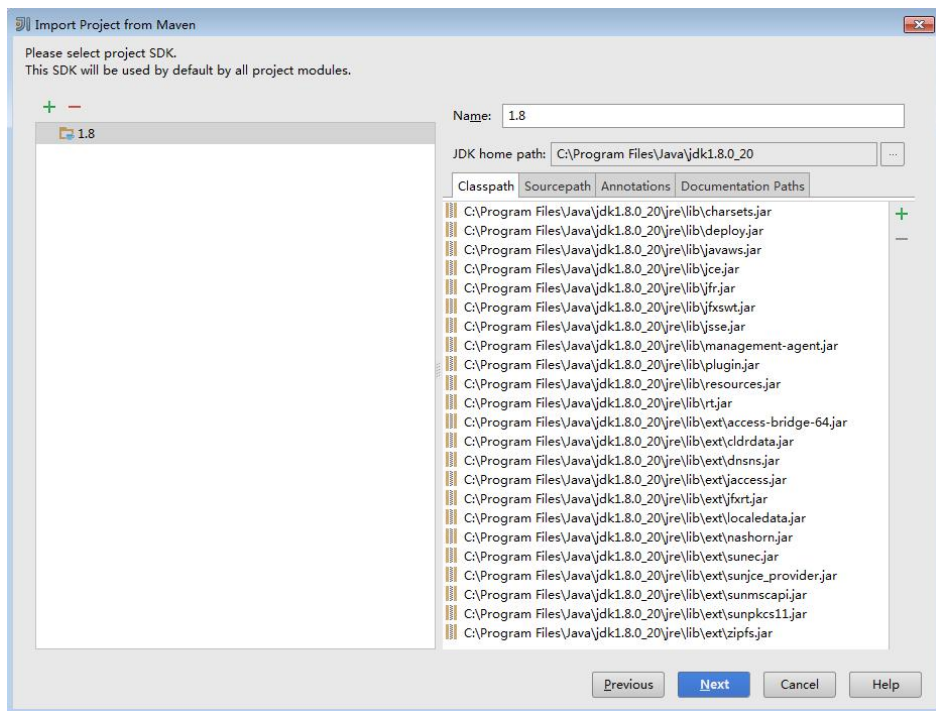 Import Project from Maven
Please select project SDK.
This SDK will be used by default by all project modules.
1.8
Name: 1.8
JDK home path: C:\Program Files\Java\jdk1.8.0_20 ...
Classpath Sourcepath Annotations Documentation Paths
C:\Program Files\Java\jdk1.8.0_20\jre\lib\charsets.jar
C:\Program Files\Java\jdk1.8.0_20\jre\lib\deploy.jar
C:\Program Files\Java\jdk1.8.0_20\jre\lib\javaws.jar
C:\Program Files\Java\jdk1.8.0_20\jre\lib\jce.jar
C:\Program Files\Java\jdk1.8.0_20\jre\lib\jfr.jar
C:\Program Files\Java\jdk1.8.0_20\jre\lib\jfxswt.jar
C:\Program Files\Java\jdk1.8.0_20\jre\lib\jsse.jar
C:\Program Files\Java\jdk1.8.0_20\jre\lib\management-agent.jar
C:\Program Files\Java\jdk1.8.0_20\jre\lib\plugin.jar
C:\Program Files\Java\jdk1.8.0_20\jre\lib\resources.jar
C:\Program Files\Java\jdk1.8.0_20\jre\lib\rt.jar
C:\Program Files\Java\jdk1.8.0_20\jre\lib\ext\access-bridge-64.jar
C:\Program Files\Java\jdk1.8.0_20\jre\lib\ext\cldrdata.jar
C:\Program Files\Java\jdk1.8.0_20\jre\lib\ext\dnsns.jar
C:\Program Files\Java\jdk1.8.0_20\jre\lib\ext\jaccess.jar
C:\Program Files\Java\jdk1.8.0_20\jre\lib\ext\jfxrt.jar
C:\Program Files\Java\jdk1.8.0_20\jre\lib\ext\localedata.jar
C:\Program Files\Java\jdk1.8.0_20\jre\lib\ext\nashorn.jar
C:\Program Files\Java\jdk1.8.0_20\jre\lib\ext\sunec.jar
C:\Program Files\Java\jdk1.8.0_20\jre\lib\ext\sunjce_provider.jar
C:\Program Files\Java\jdk1.8.0_20\jre\lib\ext\sunmscapi.jar
C:\Program Files\Java\jdk1.8.0_20\jre\lib\ext\sunpkcs11.jar
C:\Program Files\Java\jdk1.8.0_20\jre\lib\ext\zipfs.jar
Previous Next Cancel Help